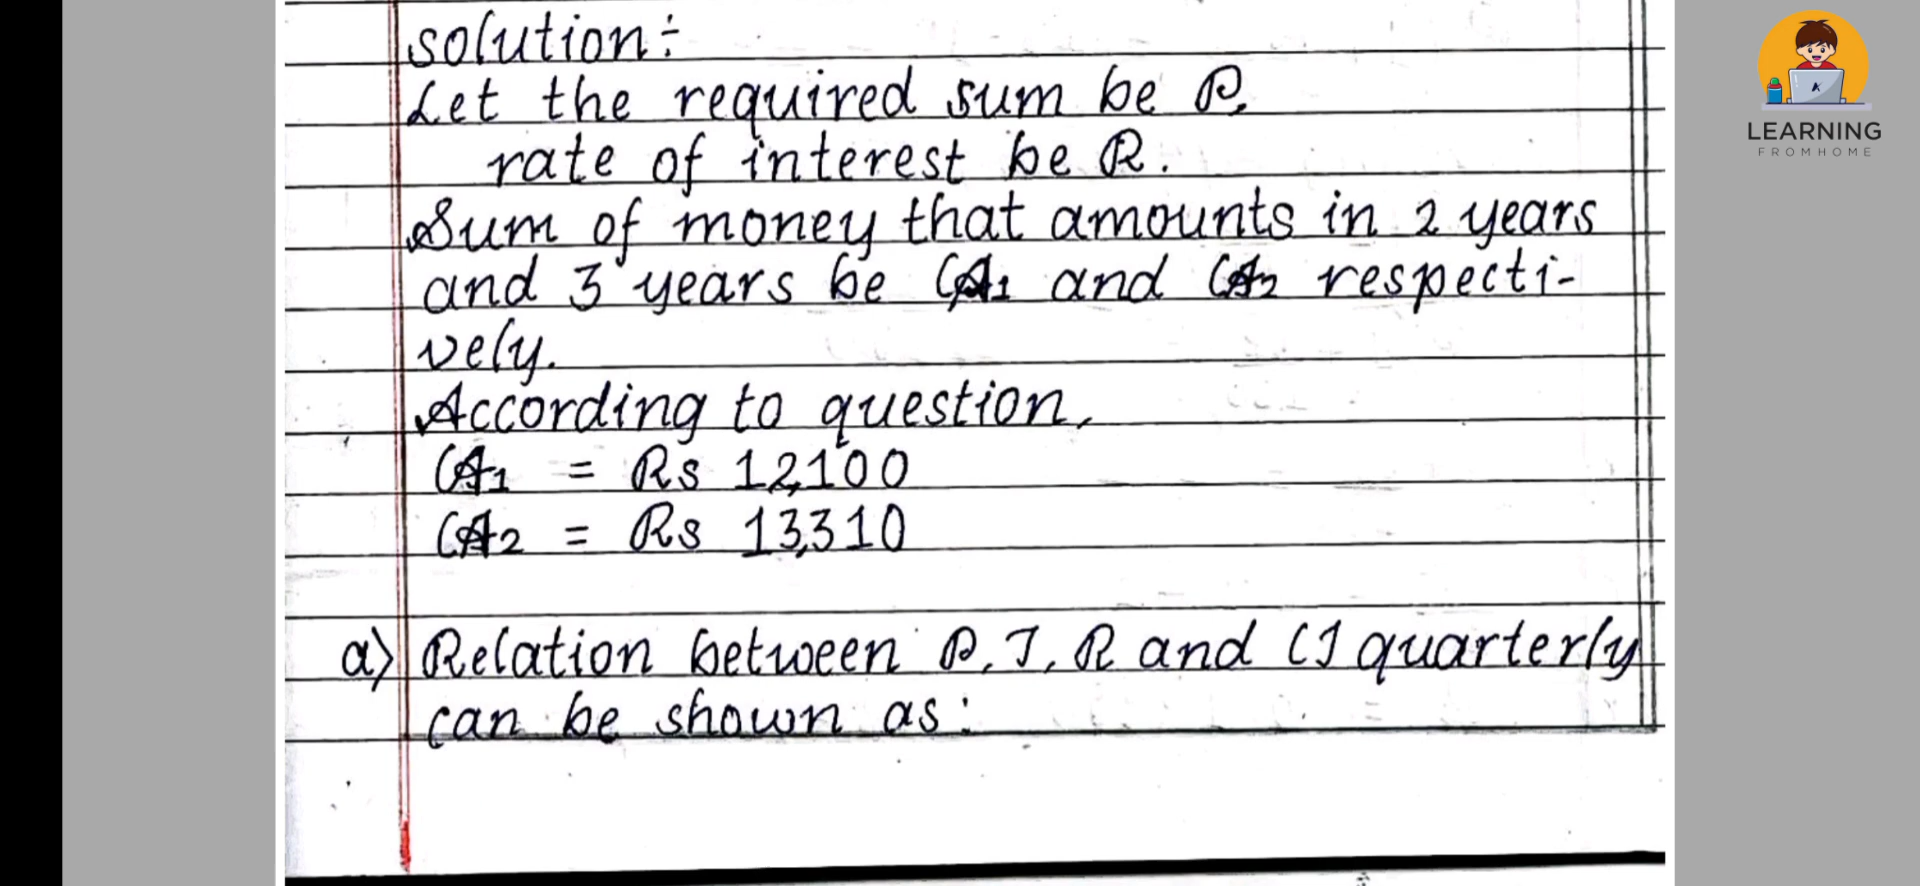 solution:-
Let the required sum be P.
rate of interest be R.
Sum of money that amounts in 2 years
and 3 years be CA1 and CA2 respecti-
vely.
According to question,
CA1 = Rs 12,100
CA2 = Rs 13,310
a) Relation between P, T, R and CI quarterly
can be shown as:
LEARNING
FROMHOME